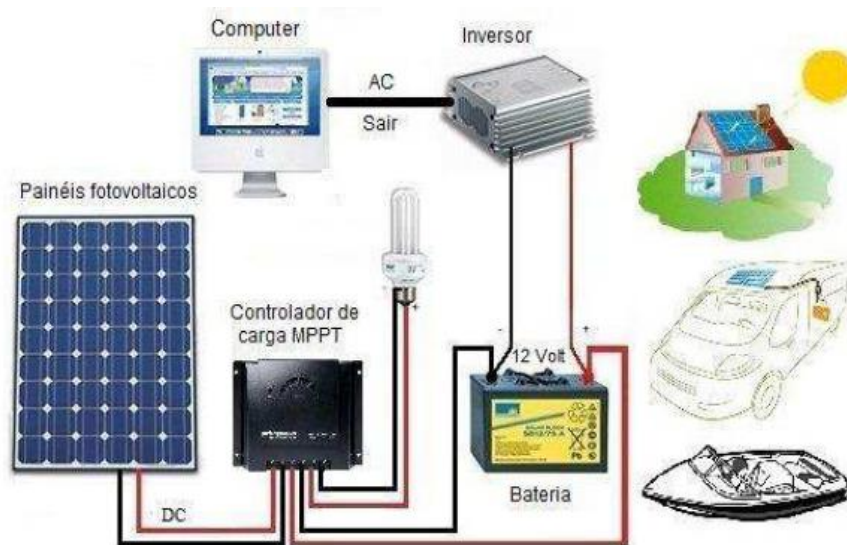 Computer
Inversor
AC
Sair
Painéis fotovoltaicos
Controlador de
carga MPPT
-
+
12 Volt
- +
DC
Bateria